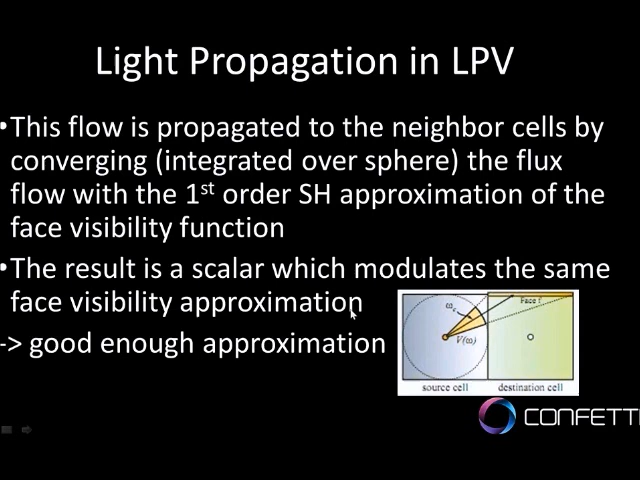 Light Propagation in LPV
•This flow is propagated to the neighbor cells by
converging (integrated over sphere) the flux
flow with the 1st order SH approximation of the
face visibility function
•The result is a scalar which modulates the same
face visibility approximation
-> good enough approximation
Face f
V(ω)
source cell
destination cell
CONFETTI